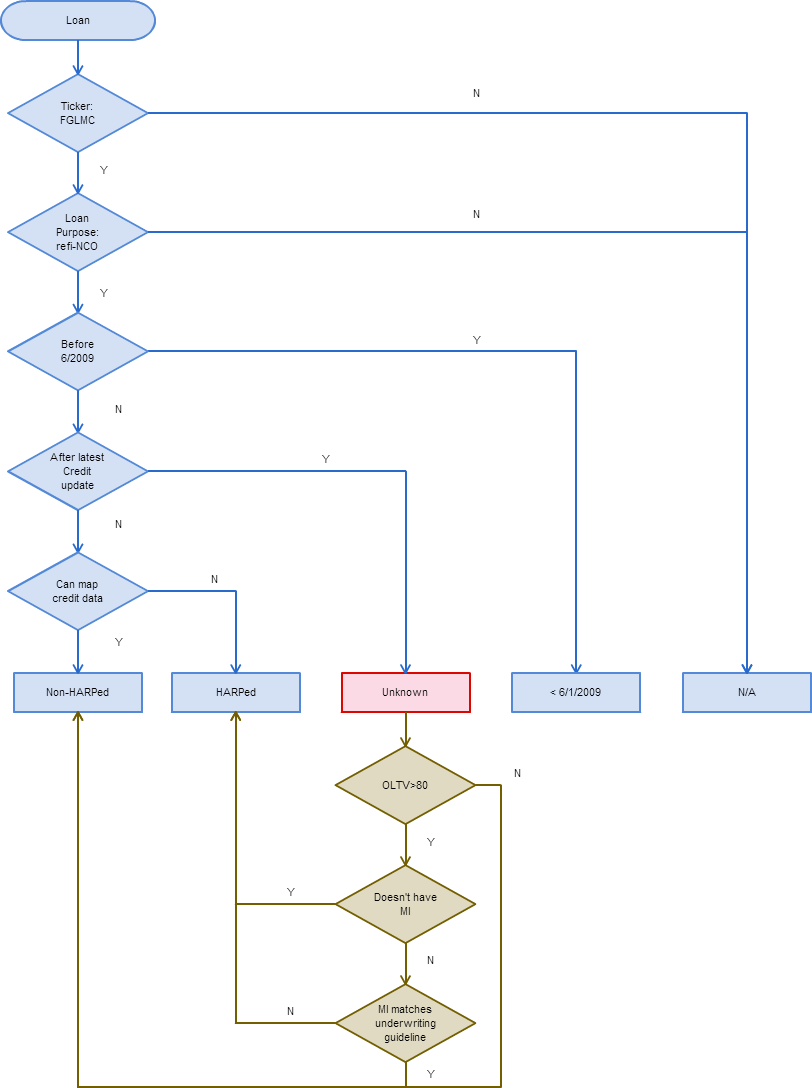 Loan
N
Ticker:
FGLMC
Y
N
Loan
Purpose:
refi-NCO
Y
Y
Before
6/2009
N
Y
After latest
Credit
update
N
N
Can map
credit data
Y
Non-HARPed
HARPed
Unknown
< 6/1/2009
N/A
N
OLTV>80
Y
Y
Doesn't have
MI
N
N
MI matches
underwriting
guideline
Y